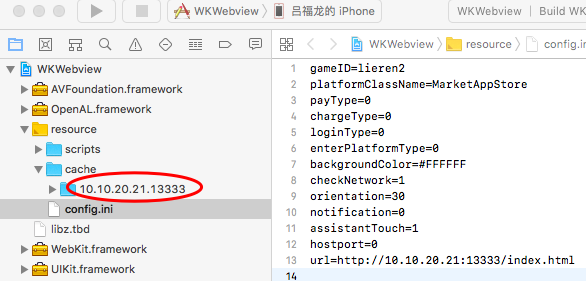 WKWebview
吕福龙的 iPhone
WKWebview | Build WK
WKWebview
resource
config.in
WKWebview
AVFoundation.framework
OpenAL.framework
resource
scripts
cache
10.10.20.21.13333
config.ini
libz.tbd
WebKit.framework
UIKit.framework
1 gameID=lieren2
2 platformClassName=MarketAppStore
3 payType=0
4 chargeType=0
5 loginType=0
6 enterPlatformType=0
7 backgroundColor=#FFFFFF
8 checkNetwork=1
9 orientation=30
10 notification=0
11 assistantTouch=1
12 hostport=0
13 url=http://10.10.20.21:13333/index.html
14